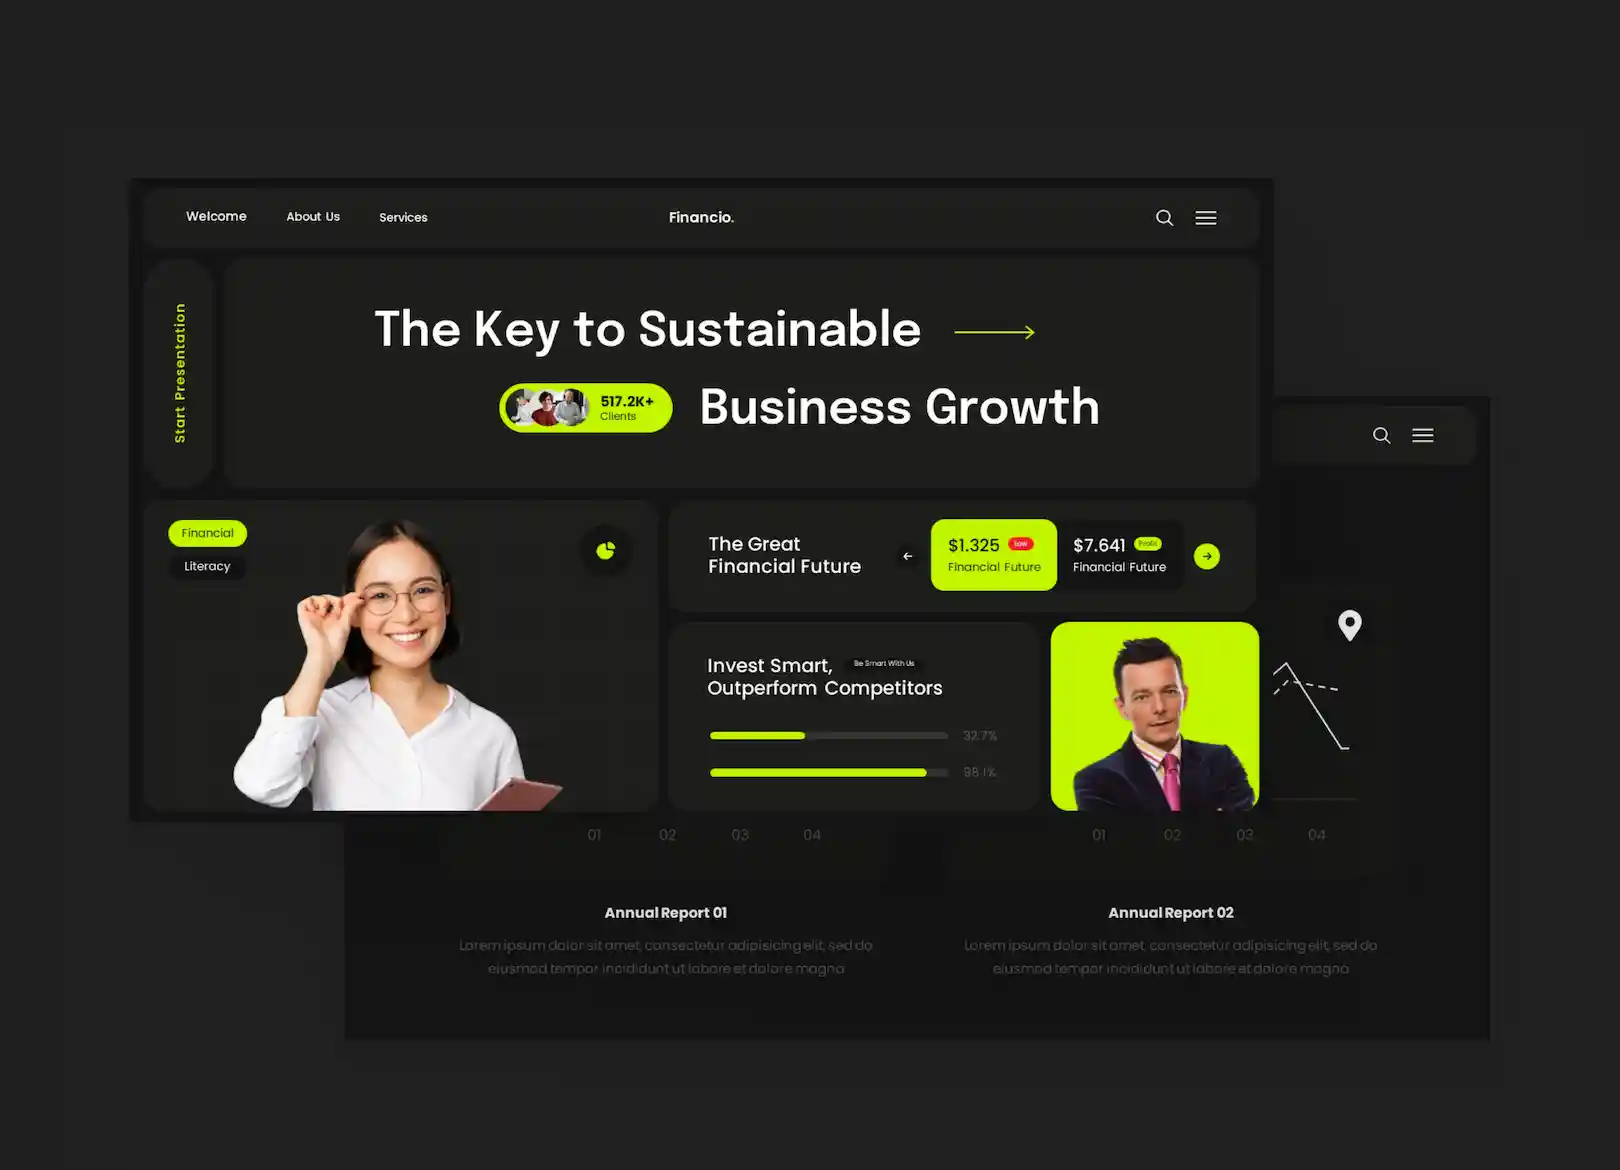 Welcome
About Us
Services
Financio.
Start Presentation
The Key to Sustainable
517.2K+
Clients
Business Growth
Financial
Literacy
The Great
Financial Future
$1.325 Low
Financial Future
$7.641 Profit
Financial Future
Invest Smart,
Be Smart With Us
Outperform Competitors
32.7%
98.1%
01 02 03 04
01 02 03 04
Annual Report 01
Lorem ipsum dolor sit amet, consectetur adipisicing elit, sed do
eiusmod tempor incididunt ut labore et dolore magna
Annual Report 02
Lorem ipsum dolor sit amet, consectetur adipisicing elit, sed do
eiusmod tempor incididunt ut labore et dolore magna